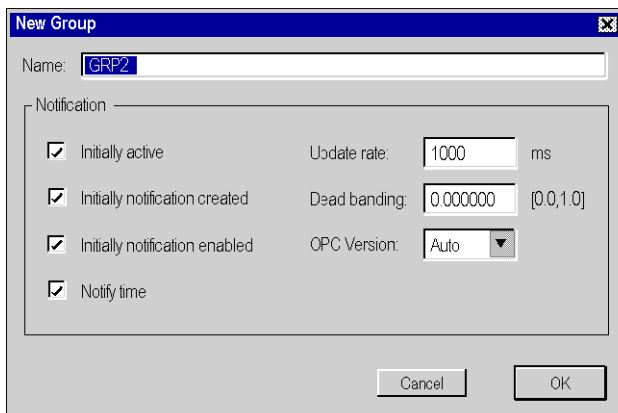 New Group
Name: GRP2
Notification
Initially active
Update rate: 1000 ms
Initially notification created
Dead banding: 0.000000 [0.0,1.0]
Initially notification enabled
OPC Version: Auto
Notify time
Cancel
OK